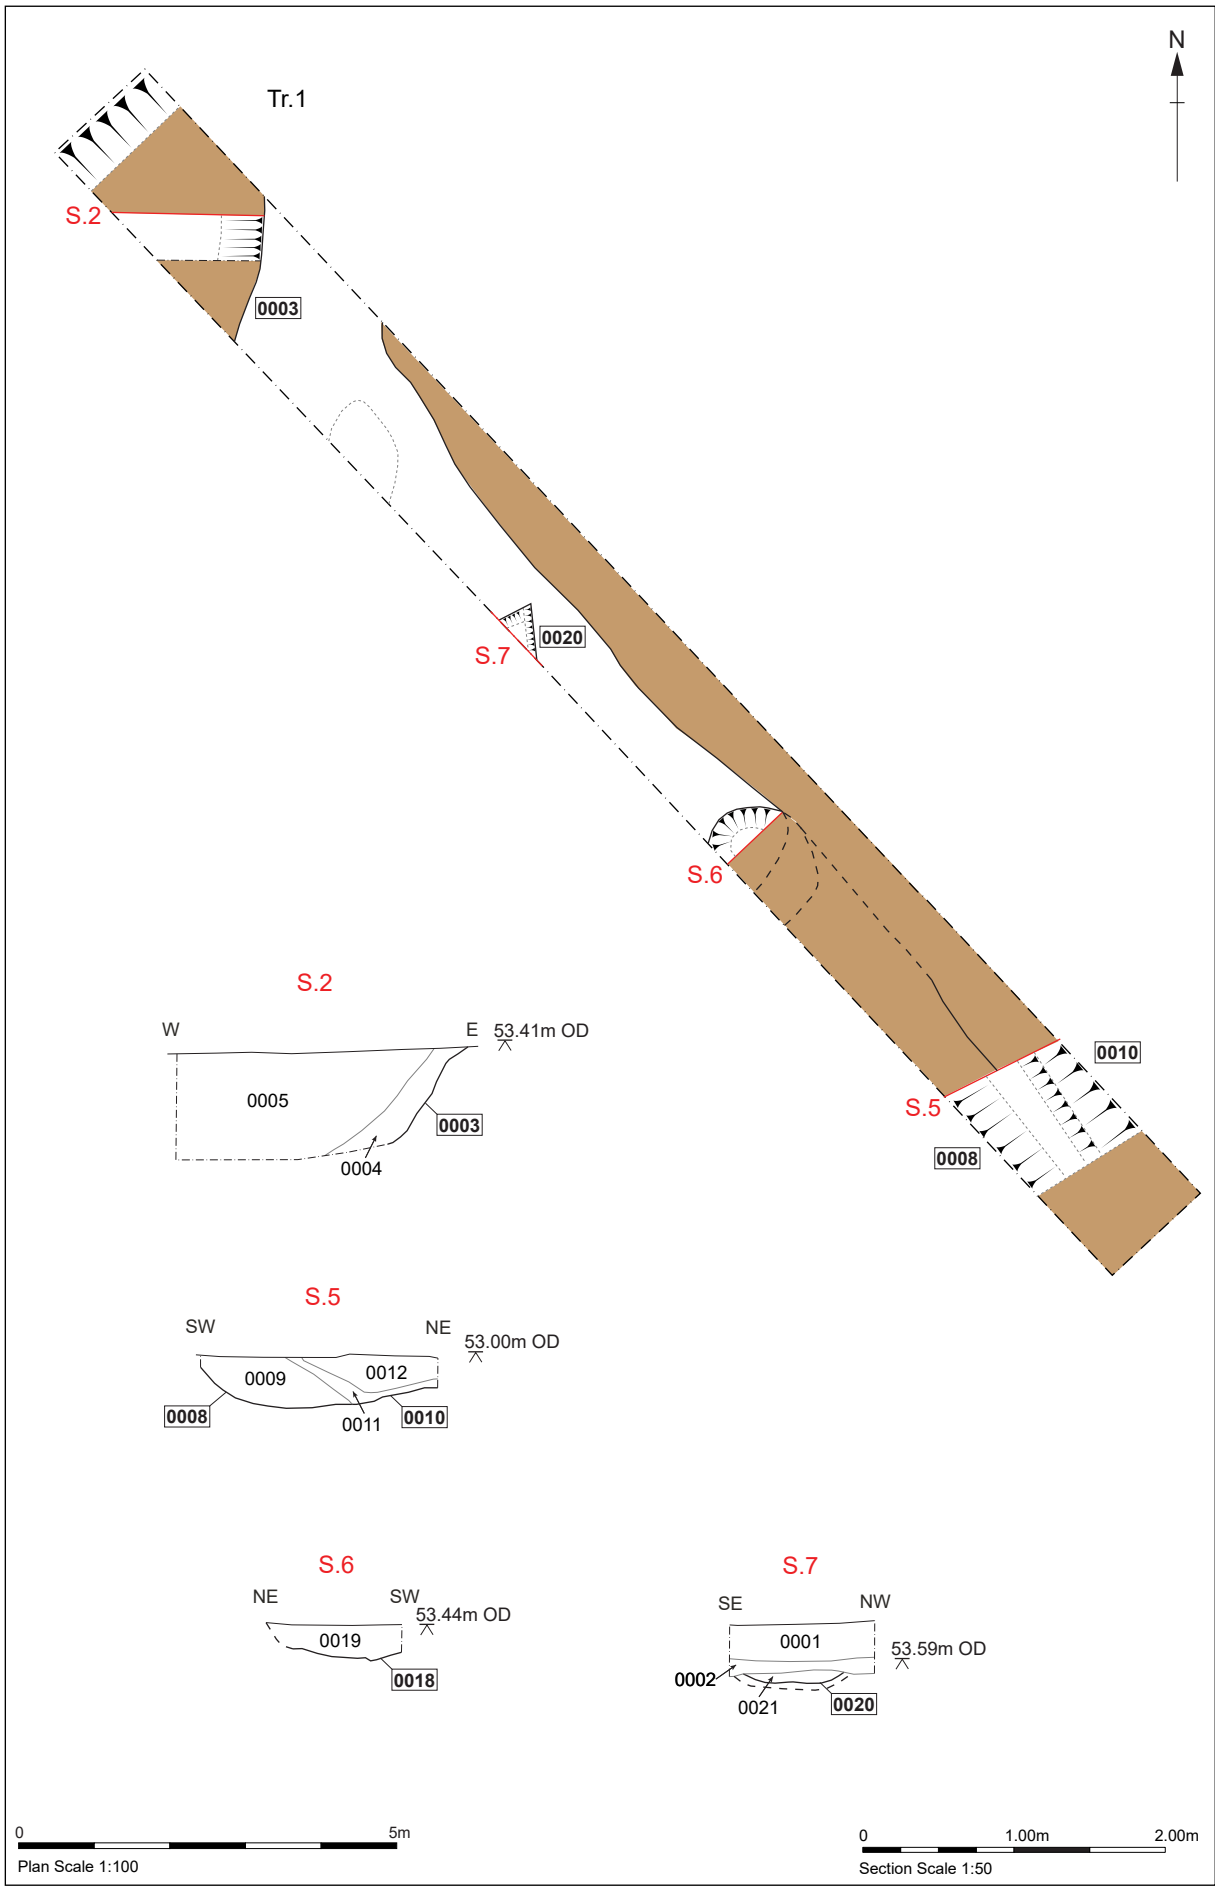 N
Tr.1
S.2
0003
0020
S.7
S.6
0010
S.5
0008
S.2
W
E
53.41m OD
0005
0003
0004
S.5
SW
NE
53.00m OD
0009
0012
0008
0011
0010
S.6
NE
SW
53.44m OD
0019
0018
S.7
SE
NW
0001
53.59m OD
0002
0021
0020
0
5m
Plan Scale 1:100
0
1.00m
2.00m
Section Scale 1:50